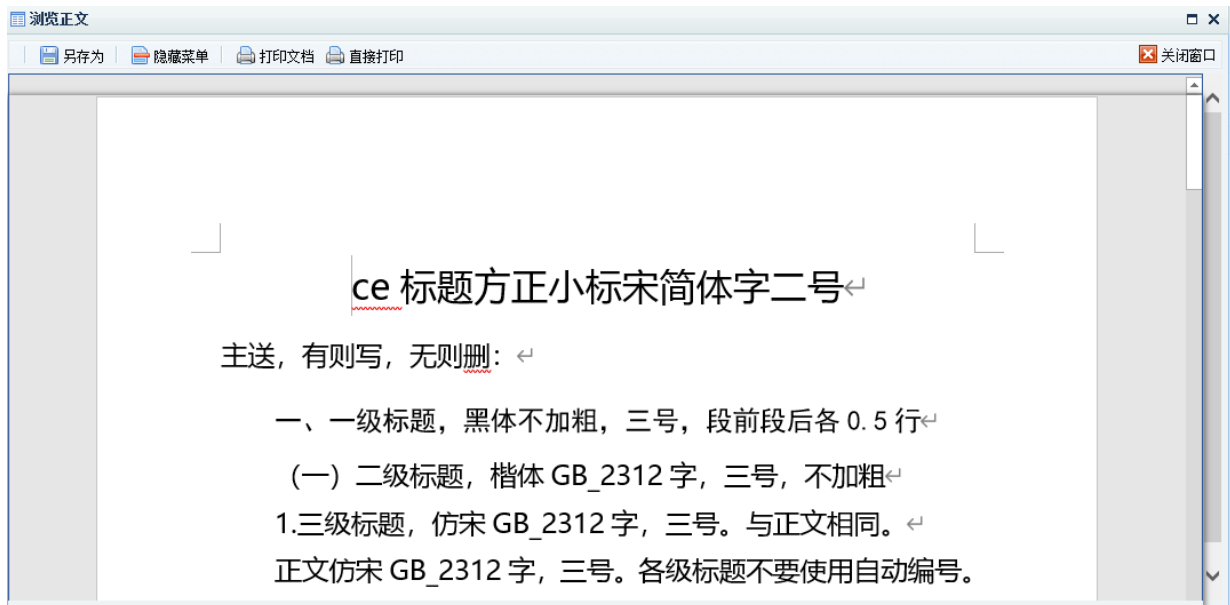 浏览正文
另存为 隐藏菜单 打印文档 直接打印 关闭窗口
ce 标题方正小标宋简体字二号
主送，有则写，无则删：
一、一级标题，黑体不加粗，三号，段前段后各 0.5 行
（一）二级标题，楷体 GB_2312 字，三号，不加粗
1.三级标题，仿宋 GB_2312 字，三号。与正文相同。
正文仿宋 GB_2312 字，三号。各级标题不要使用自动编号。